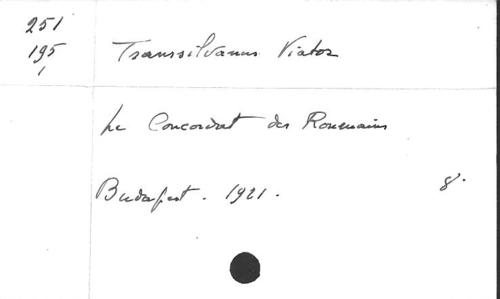 251
195
1
Transsilvanus Viator
Le Concordat des Roumains
Budapest. 1921.
8°